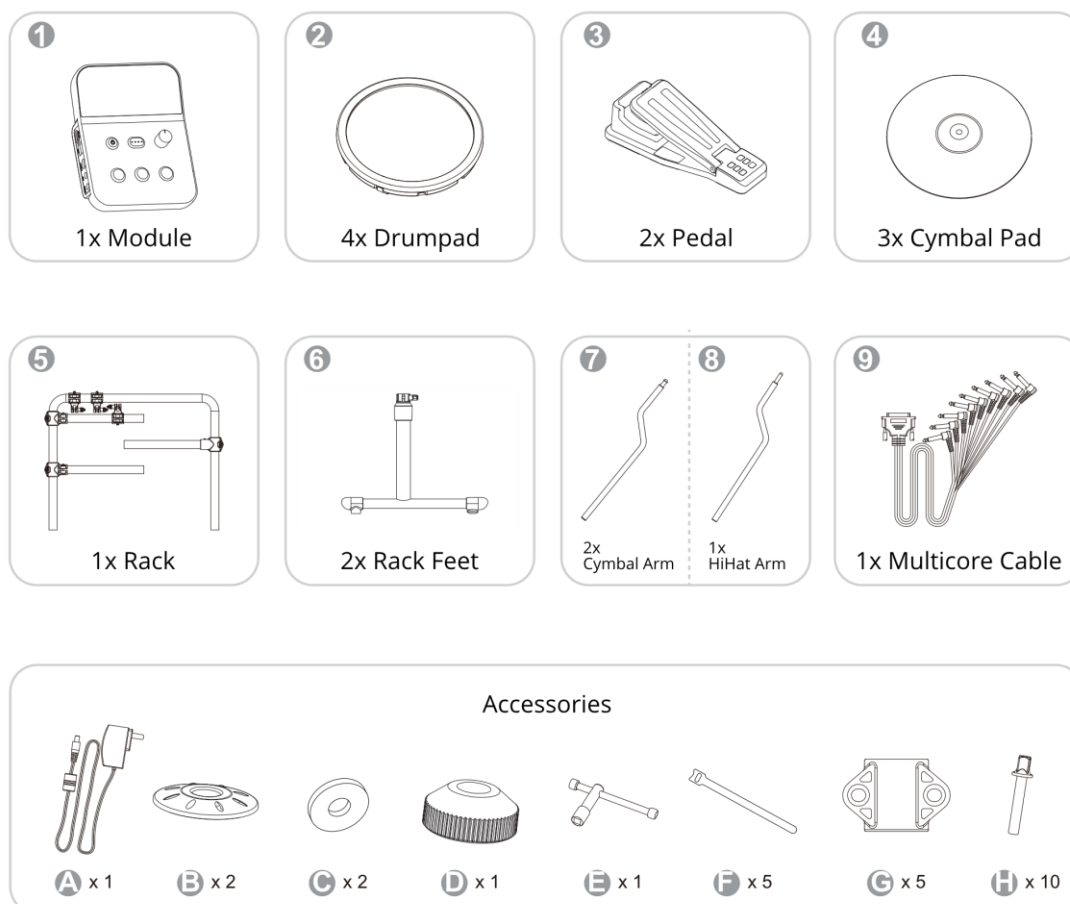 1
2
3
4
1x Module
4x Drumpad
2x Pedal
3x Cymbal Pad
5
6
7
8
9
1x Rack
2x Rack Feet
2x
Cymbal Arm
1x
HiHat Arm
1x Multicore Cable
Accessories
A x 1
B x 2
C x 2
D x 1
E x 1
F x 5
G x 5
H x 10